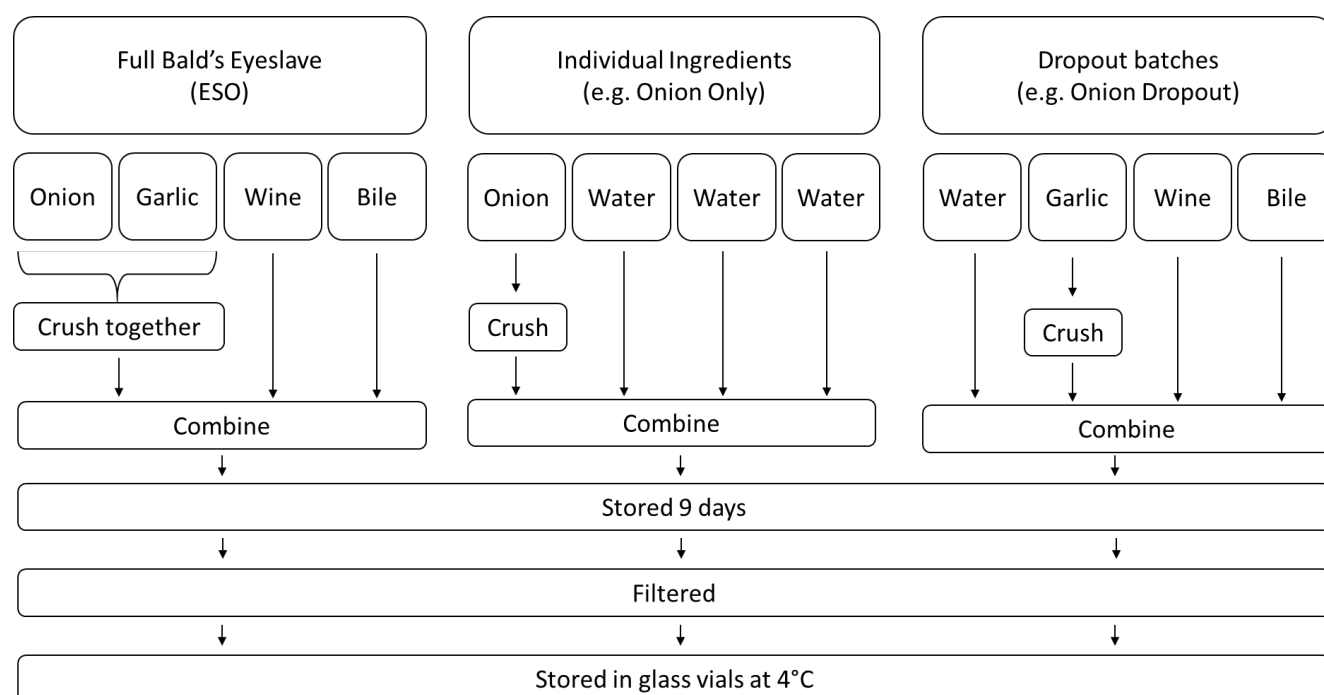 Full Bald's Eyeslave
(ESO)
Individual Ingredients
(e.g. Onion Only)
Dropout batches
(e.g. Onion Dropout)
Onion
Garlic
Wine
Bile
Onion
Water
Water
Water
Water
Garlic
Wine
Bile
Crush together
Crush
Crush
Combine
Combine
Combine
Stored 9 days
Filtered
Stored in glass vials at 4°C